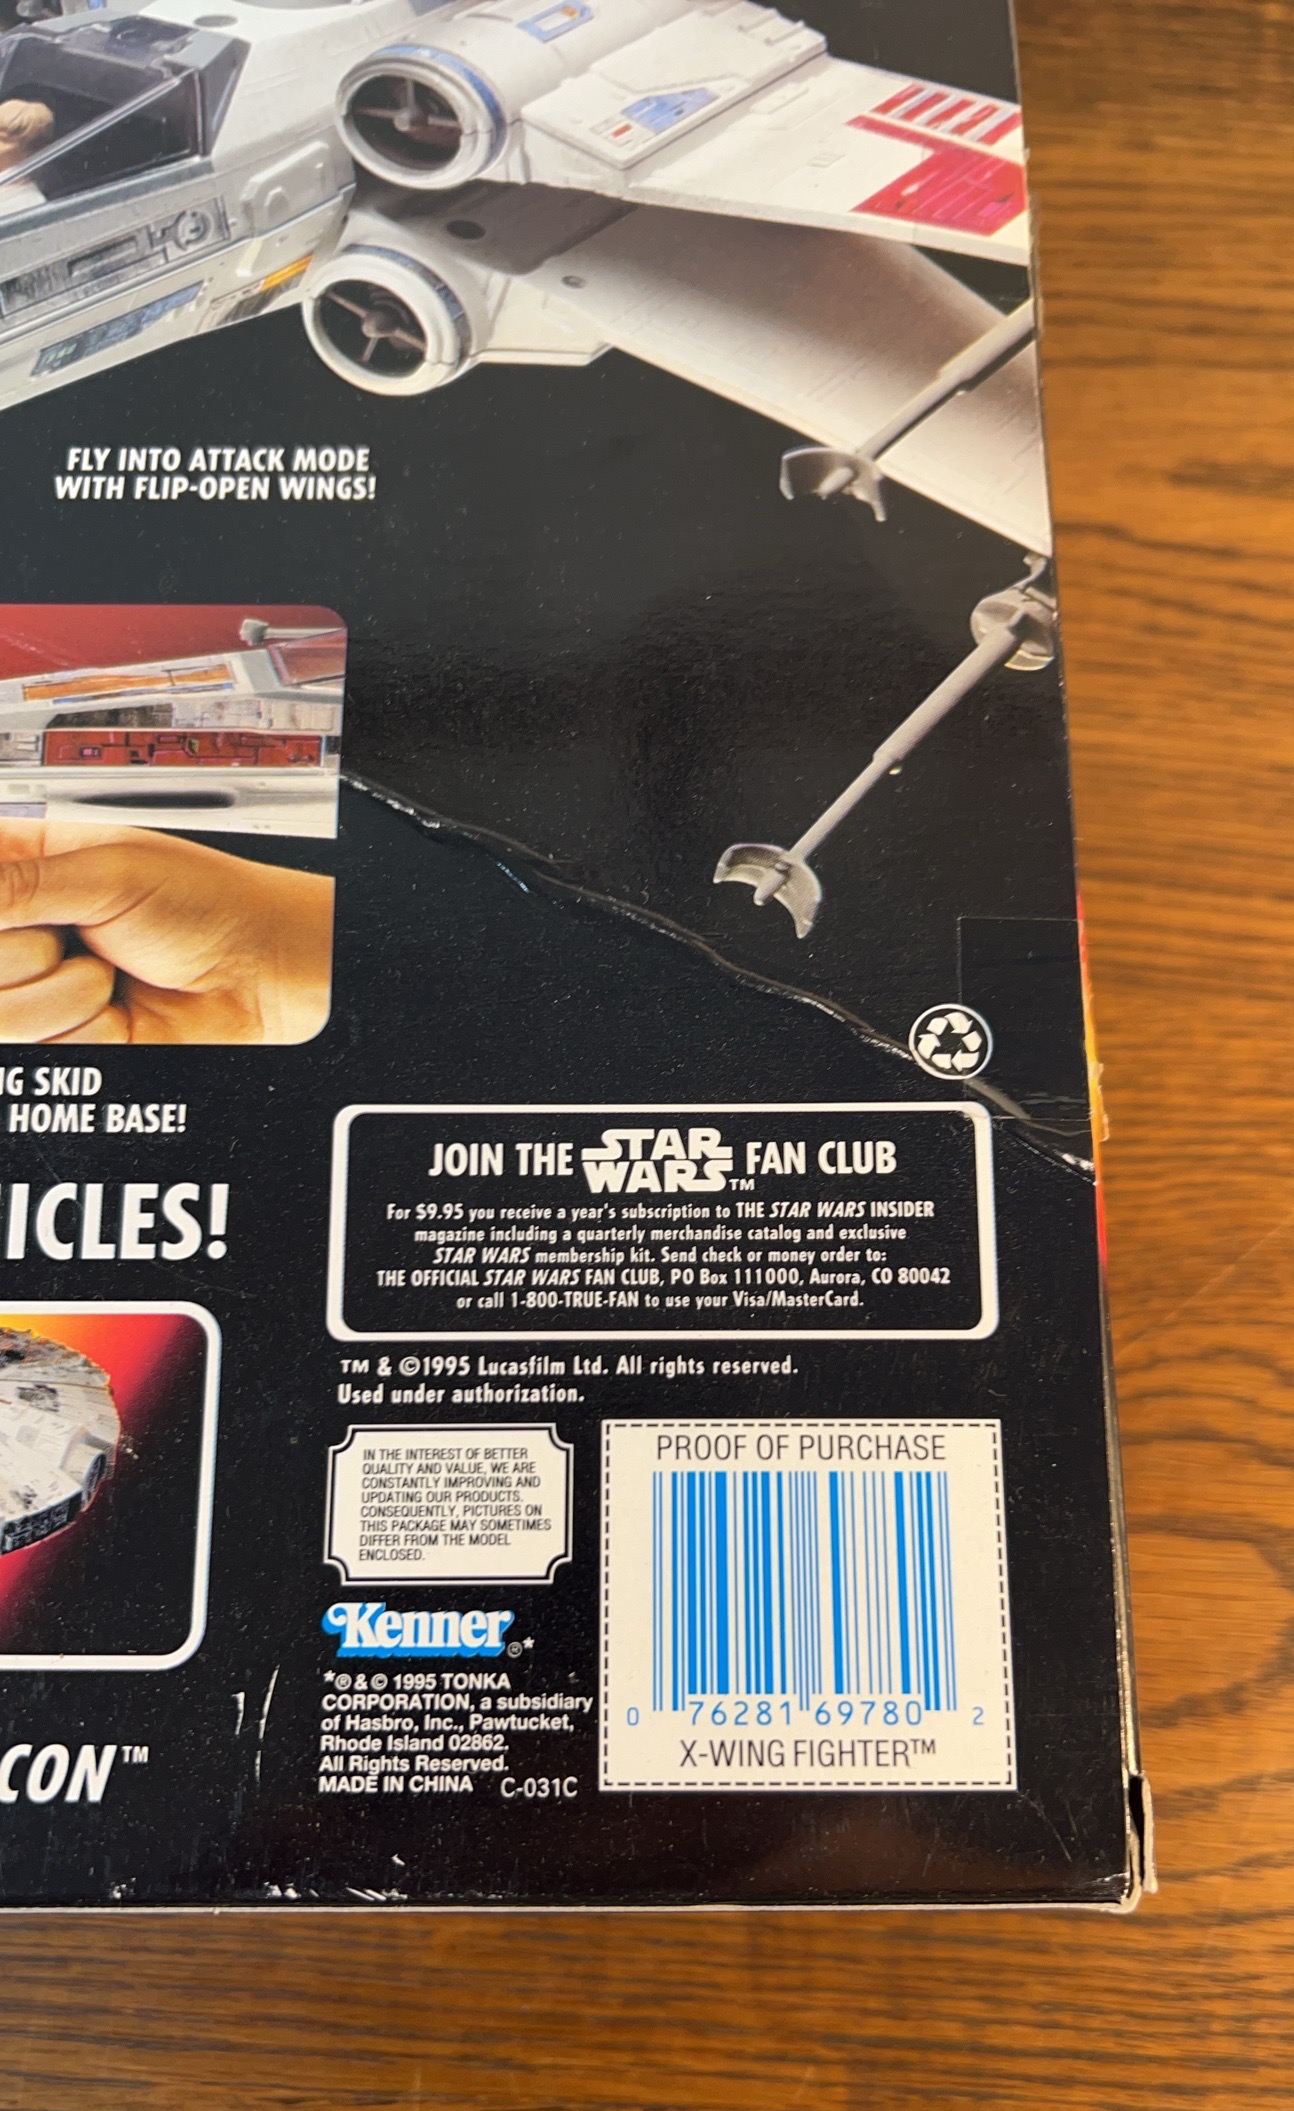 FLY INTO ATTACK MODE
WITH FLIP-OPEN WINGS!
SKID
HOME BASE!
JOIN THE STAR WARS™ FAN CLUB
For $9.95 you receive a year's subscription to THE STAR WARS INSIDER
magazine including a quarterly merchandise catalog and exclusive
STAR WARS membership kit. Send check or money order to:
THE OFFICIAL STAR WARS FAN CLUB, PO Box 111000, Aurora, CO 80042
or call 1-800-TRUE-FAN to use your Visa/MasterCard.
TM & ©1995 Lucasfilm Ltd. All rights reserved.
Used under authorization.
IN THE INTEREST OF BETTER
QUALITY AND VALUE, WE ARE
CONSTANTLY IMPROVING AND
UPDATING OUR PRODUCTS.
CONSEQUENTLY, PICTURES ON
THIS PACKAGE MAY SOMETIMES
DIFFER FROM THE MODEL
ENCLOSED.
Kenner®*
*® & © 1995 TONKA
CORPORATION, a subsidiary
of Hasbro, Inc., Pawtucket,
Rhode Island 02862.
All Rights Reserved.
MADE IN CHINA C-031C
PROOF OF PURCHASE
0 76281 69780 2
X-WING FIGHTER™